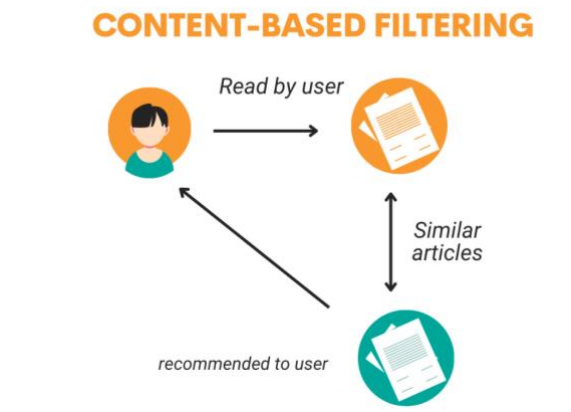 CONTENT-BASED FILTERING
Read by user
Similar
articles
recommended to user